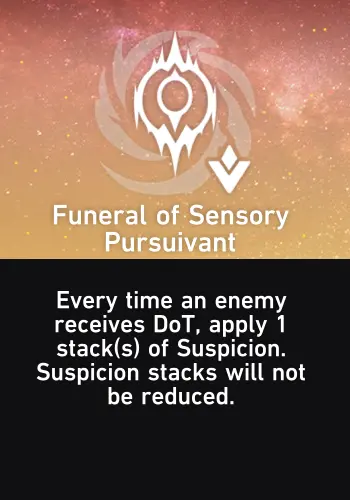 Funeral of Sensory
Pursuivant
Every time an enemy
receives DoT, apply 1
stack(s) of Suspicion.
Suspicion stacks will not
be reduced.